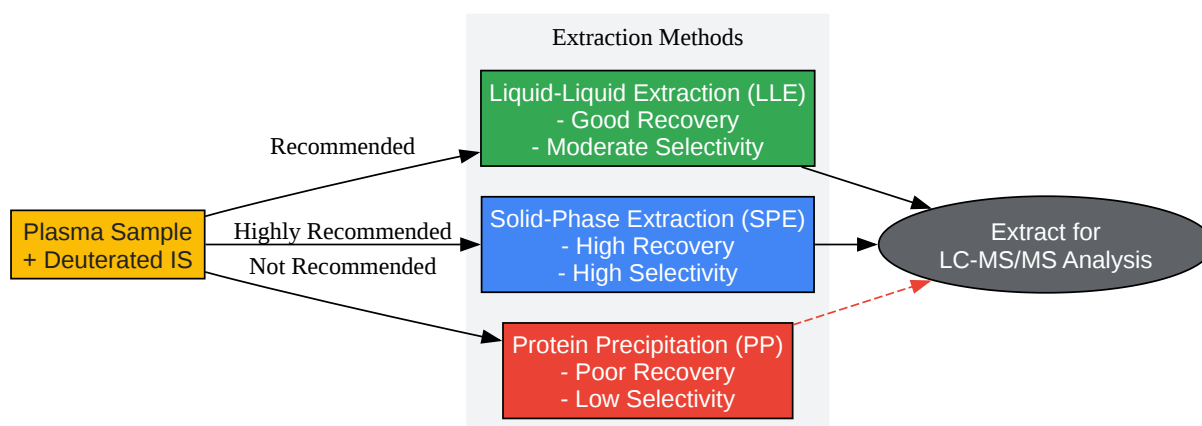 Extraction Methods
Liquid-Liquid Extraction (LLE)
- Good Recovery
- Moderate Selectivity
Recommended
Plasma Sample
+ Deuterated IS
Highly Recommended
Solid-Phase Extraction (SPE)
- High Recovery
- High Selectivity
Extract for
LC-MS/MS Analysis
Not Recommended
Protein Precipitation (PP)
- Poor Recovery
- Low Selectivity